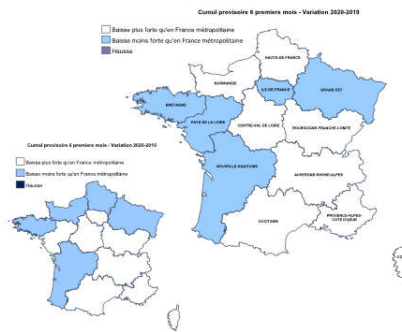 Cumul provisoire 6 premiers mois - Variation 2020-2019
Baisse plus forte qu'en France métropolitaine
Baisse moins forte qu'en France métropolitaine
Hausse
HAUTS-DE-FRANCE
NORMANDIE
ILE-DE-FRANCE
GRAND EST
BRETAGNE
PAYS DE LA LOIRE
CENTRE-VAL DE LOIRE
BOURGOGNE-FRANCHE-COMTE
Cumul provisoire 6 premiers mois - Variation 2020-2010
Baisse plus forte qu'en France métropolitaine
Baisse moins forte qu'en France métropolitaine
Hausse
NOUVELLE AQUITAINE
AUVERGNE-RHONE-ALPES
OCCITANIE
PROVENCE-ALPES-
COTE D'AZUR